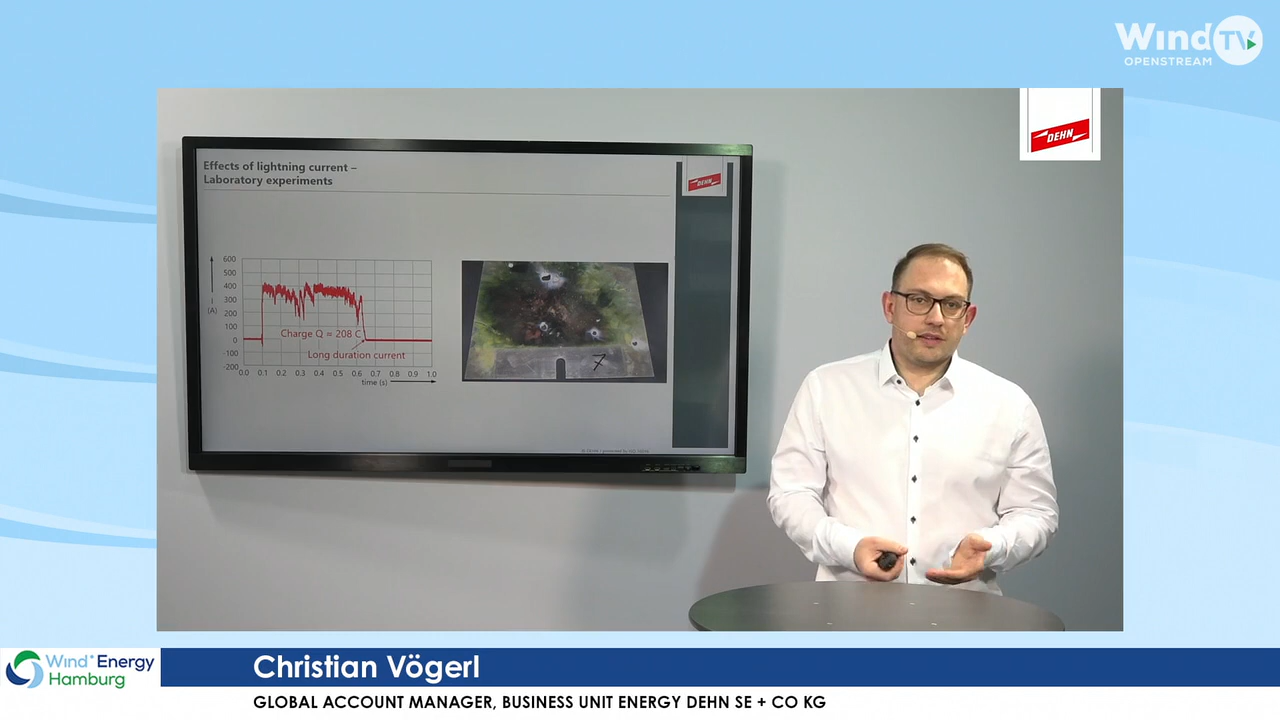 Wind TV
OPENSTREAM
DEHN
Effects of lightning current –
Laboratory experiments
DEHN
600
500
400
300
200
100
0
-100
-200
I
(A)
Charge Q = 208 C
Long duration current
0.0 0.1 0.2 0.3 0.4 0.5 0.6 0.7 0.8 0.9 1.0
time (s)
7
Wind Energy
Hamburg
Christian Vögerl
GLOBAL ACCOUNT MANAGER, BUSINESS UNIT ENERGY DEHN SE + CO KG